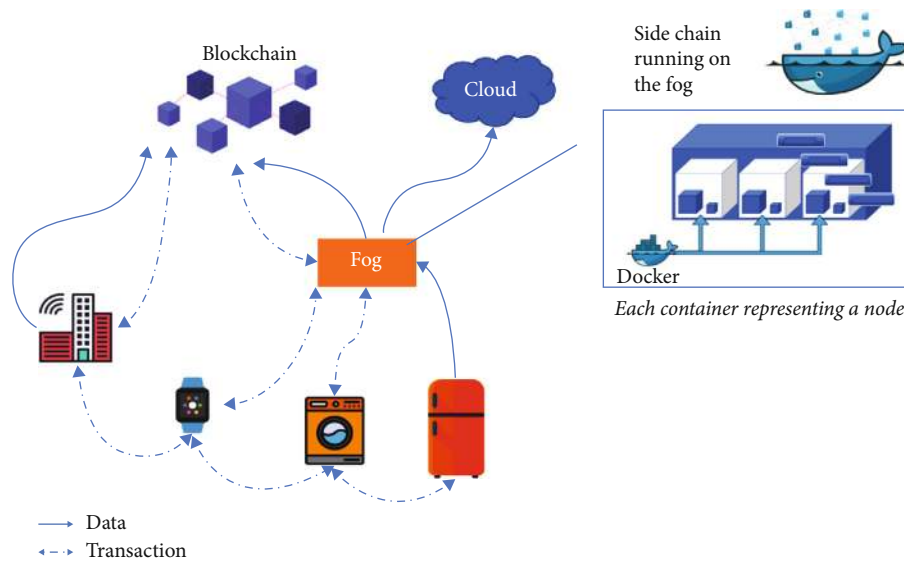 Blockchain
Cloud
Side chain
running on
the fog
Fog
Docker
Each container representing a node
Data
Transaction